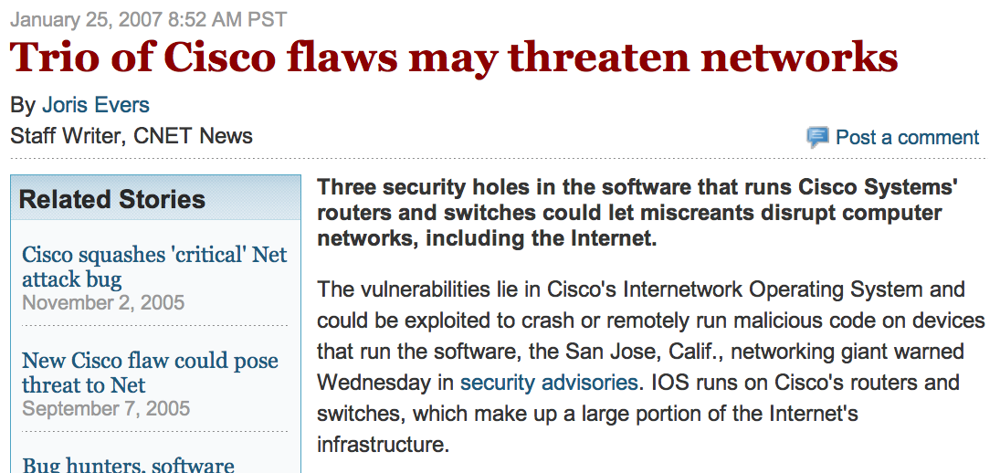 January 25, 2007 8:52 AM PST
Trio of Cisco flaws may threaten networks
By Joris Evers
Staff Writer, CNET News
Post a comment
Related Stories
Cisco squashes 'critical' Net
attack bug
November 2, 2005
New Cisco flaw could pose
threat to Net
September 7, 2005
Bug hunters, software
Three security holes in the software that runs Cisco Systems'
routers and switches could let miscreants disrupt computer
networks, including the Internet.
The vulnerabilities lie in Cisco's Internetwork Operating System and
could be exploited to crash or remotely run malicious code on devices
that run the software, the San Jose, Calif., networking giant warned
Wednesday in security advisories. IOS runs on Cisco's routers and
switches, which make up a large portion of the Internet's
infrastructure.